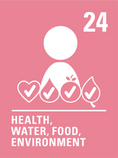 24
HEALTH,
WATER, FOOD,
ENVIRONMENT